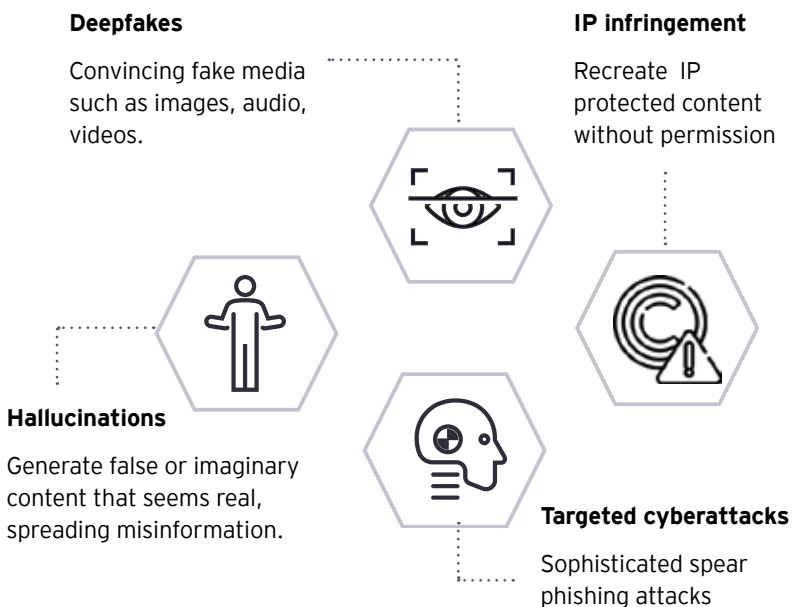 Deepfakes
Convincing fake media
such as images, audio,
videos.
IP infringement
Recreate IP
protected content
without permission
Hallucinations
Generate false or imaginary
content that seems real,
spreading misinformation.
Targeted cyberattacks
Sophisticated spear
phishing attacks